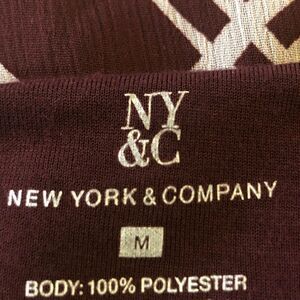 NY
&C
NEW YORK & COMPANY
M
BODY: 100% POLYESTER